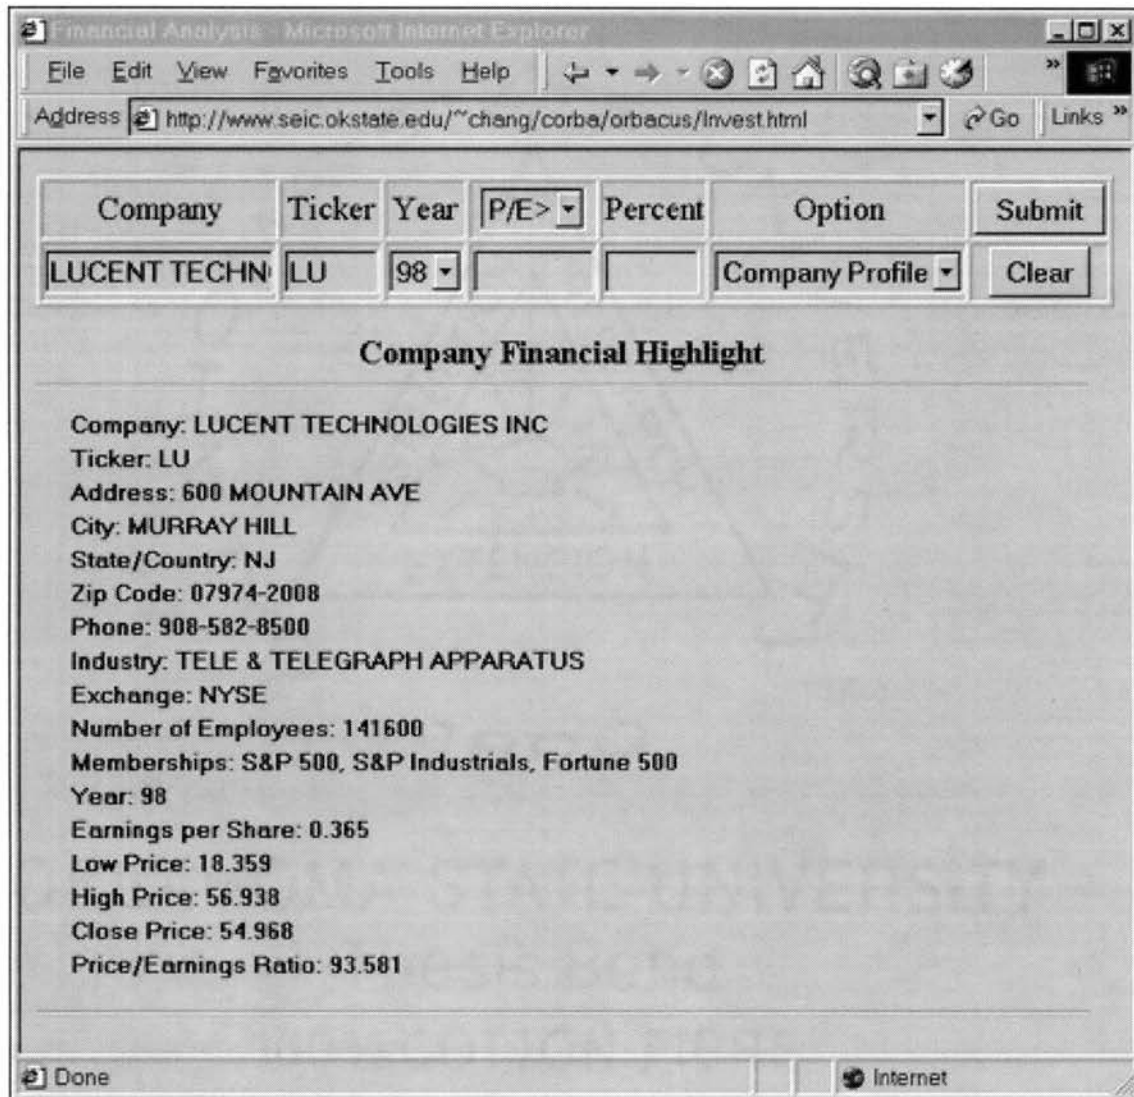 Financial Analysis - Microsoft Internet Explorer
File Edit View Favorites Tools Help »
Address http://www.seic.okstate.edu/~chang/corba/orbacus/Invest.html Go Links »
Company Ticker Year P/E> Percent Option Submit
LUCENT TECHN LU 98 Company Profile Clear
Company Financial Highlight
Company: LUCENT TECHNOLOGIES INC
Ticker: LU
Address: 600 MOUNTAIN AVE
City: MURRAY HILL
State/Country: NJ
Zip Code: 07974-2008
Phone: 908-582-8500
Industry: TELE & TELEGRAPH APPARATUS
Exchange: NYSE
Number of Employees: 141600
Memberships: S&P 500, S&P Industrials, Fortune 500
Year: 98
Earnings per Share: 0.365
Low Price: 18.359
High Price: 56.938
Close Price: 54.968
Price/Earnings Ratio: 93.581
Done Internet